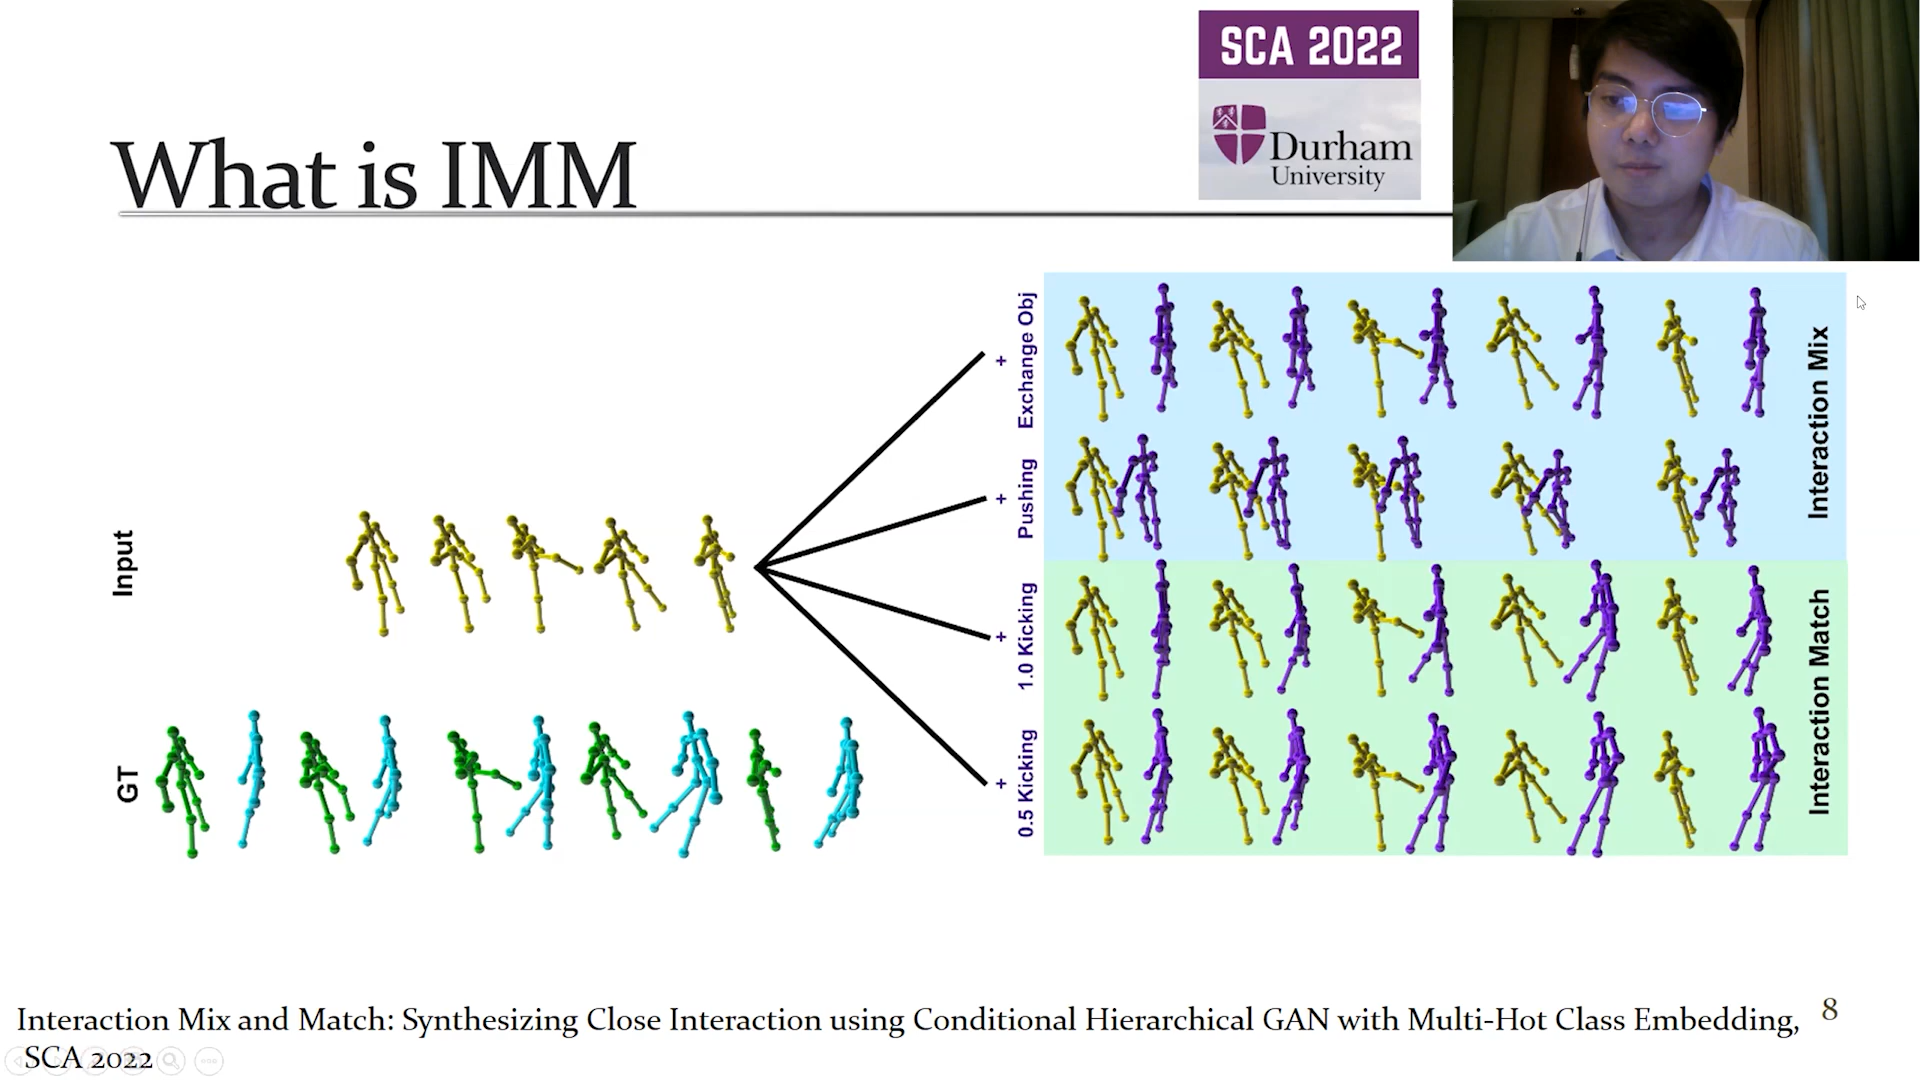 SCA 2022
Durham
University
What is IMM
Input
GT
+ Exchange Obj
+ Pushing
+ 1.0 Kicking
+ 0.5 Kicking
Interaction Mix
Interaction Match
Interaction Mix and Match: Synthesizing Close Interaction using Conditional Hierarchical GAN with Multi-Hot Class Embedding,
SCA 2022
8